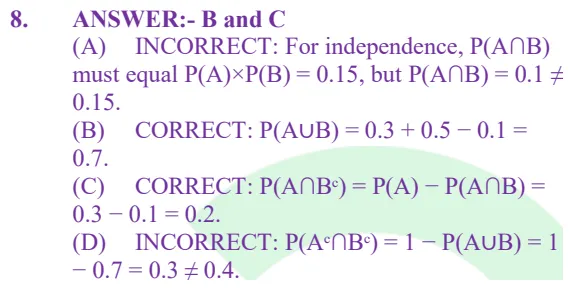 8. ANSWER:- B and C
(A) INCORRECT: For independence, P(A∩B)
must equal P(A)×P(B) = 0.15, but P(A∩B) = 0.1 ≠
0.15.
(B) CORRECT: P(A∪B) = 0.3 + 0.5 − 0.1 =
0.7.
(C) CORRECT: P(A∩Bᶜ) = P(A) − P(A∩B) =
0.3 − 0.1 = 0.2.
(D) INCORRECT: P(Aᶜ∩Bᶜ) = 1 − P(A∪B) = 1
− 0.7 = 0.3 ≠ 0.4.